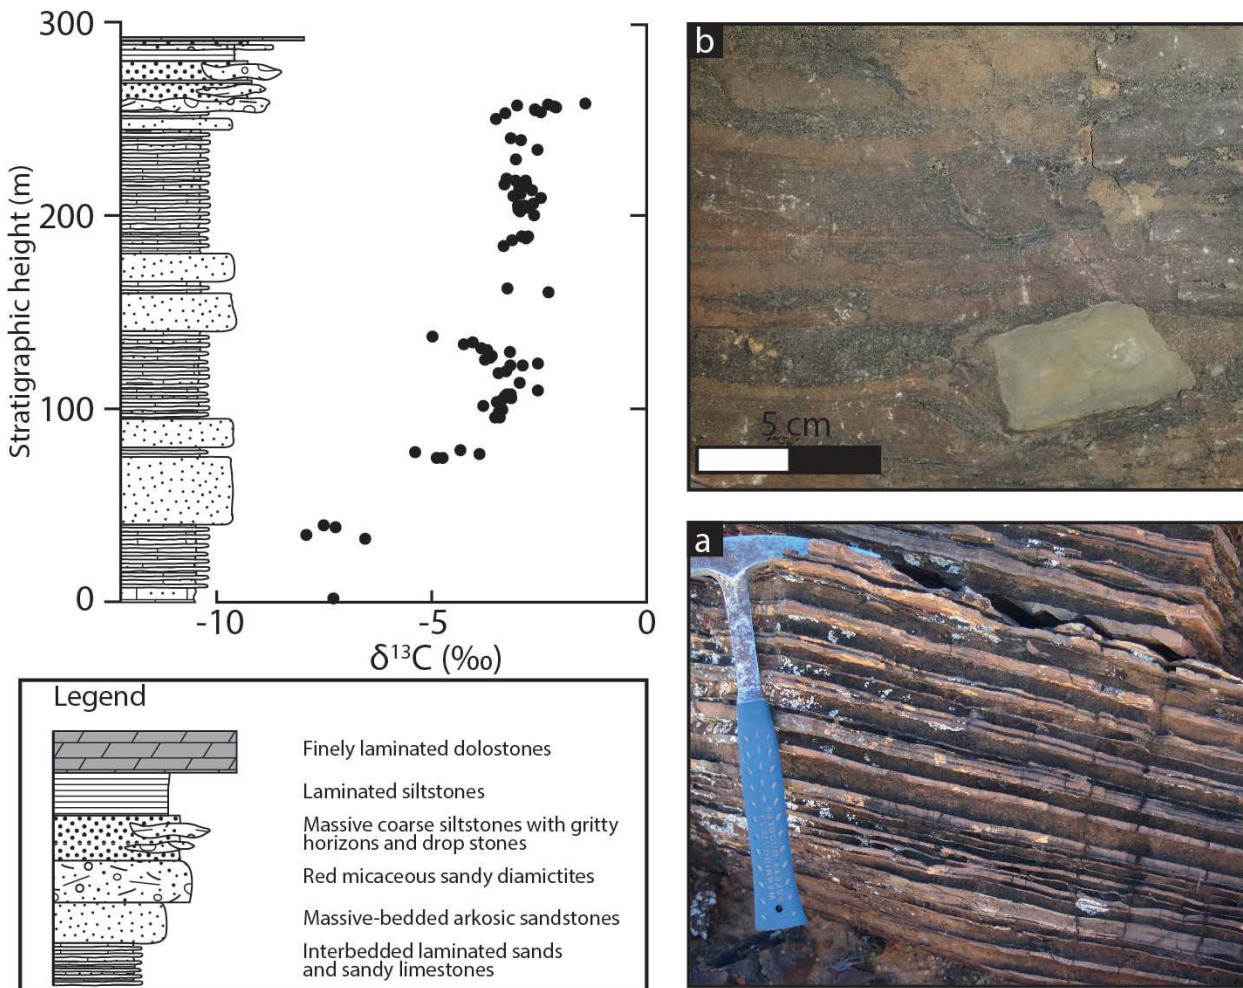 300
200
100
0
Stratigraphic height (m)
-10
-5
0
δ¹³C (‰)
Legend
Finely laminated dolostones
Laminated siltstones
Massive coarse siltstones with gritty
horizons and drop stones
Red micaceous sandy diamictites
Massive-bedded arkosic sandstones
Interbedded laminated sands
and sandy limestones
b
5 cm
a